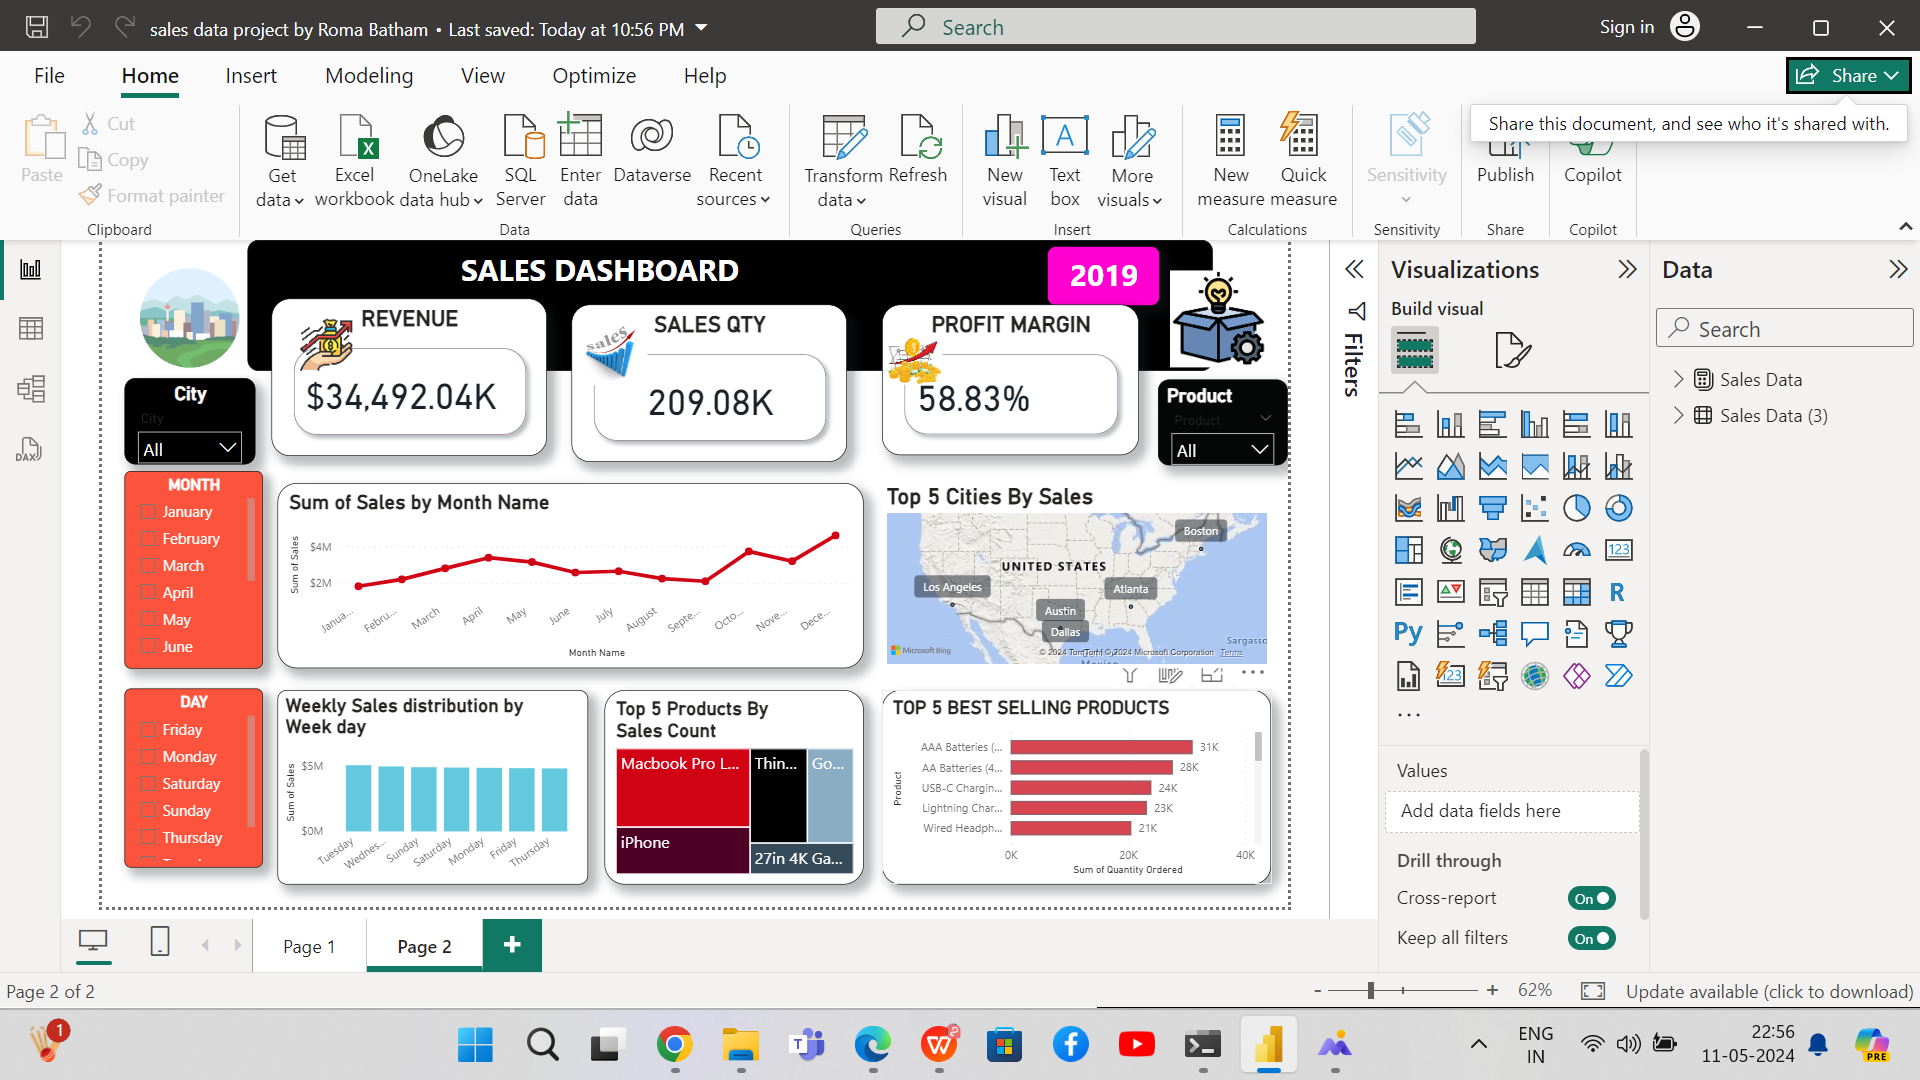 sales data project by Roma Batham • Last saved: Today at 10:56 PM
Search
Sign in
File
Home
Insert
Modeling
View
Optimize
Help
Share
Share this document, and see who it's shared with.
Paste
Cut
Copy
Format painter
Get data
Excel workbook
OneLake data hub
SQL Server
Enter data
Dataverse
Recent sources
Transform data
Refresh
New visual
Text box
More visuals
New measure
Quick measure
Sensitivity
Publish
Copilot
Clipboard
Data
Queries
Insert
Calculations
Sensitivity
Share
Copilot
SALES DASHBOARD
2019
REVENUE
$34,492.04K
sales
SALES QTY
209.08K
PROFIT MARGIN
58.83%
City
City
All
Product
Product
All
MONTH
January
February
March
April
May
June
Sum of Sales by Month Name
Sum of Sales
$4M
$2M
Janua...
Febru...
March
April
May
June
July
August
Septe...
Octo...
Nove...
Dece...
Month Name
Top 5 Cities By Sales
Boston
UNITED STATES
Los Angeles
Atlanta
Austin
Dallas
Sargasso
Microsoft Bing
© 2024 TomTom, © 2024 Microsoft Corporation Terms
DAY
Friday
Monday
Saturday
Sunday
Thursday
Weekly Sales distribution by
Week day
Sum of Sales
$5M
$0M
Tuesday
Wednes...
Sunday
Saturday
Monday
Friday
Thursday
Top 5 Products By
Sales Count
Macbook Pro L...
Thin...
Go...
iPhone
27in 4K Ga...
TOP 5 BEST SELLING PRODUCTS
Product
AAA Batteries (... 31K
AA Batteries (4... 28K
USB-C Chargin... 24K
Lightning Char... 23K
Wired Headph... 21K
0K 20K 40K
Sum of Quantity Ordered
Filters
Visualizations
Build visual
123
R
Py
123
...
Values
Add data fields here
Drill through
Cross-report
On
Keep all filters
On
Data
Search
Sales Data
Sales Data (3)
DAX
Page 1
Page 2
+
Page 2 of 2
- + 62%
Update available (click to download)
1
T
W
ENG
IN
22:56
11-05-2024
PRE